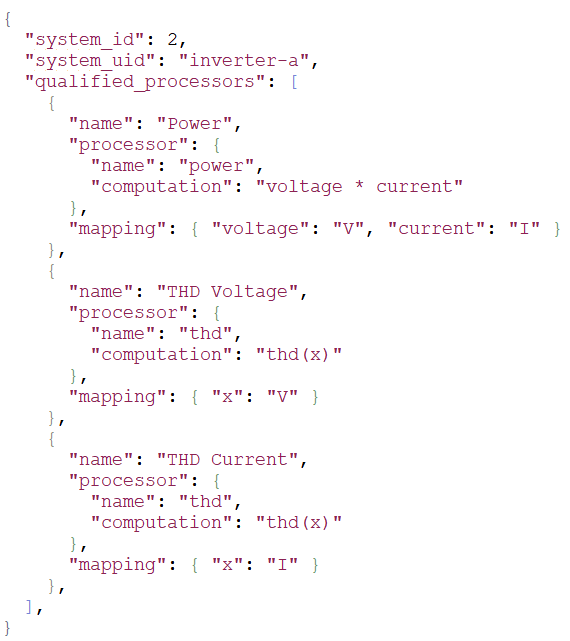 {
  "system_id": 2,
  "system_uid": "inverter-a",
  "qualified_processors": [
    {
      "name": "Power",
      "processor": {
        "name": "power",
        "computation": "voltage * current"
      },
      "mapping": { "voltage": "V", "current": "I" }
    },
    {
      "name": "THD Voltage",
      "processor": {
        "name": "thd",
        "computation": "thd(x)"
      },
      "mapping": { "x": "V" }
    },
    {
      "name": "THD Current",
      "processor": {
        "name": "thd",
        "computation": "thd(x)"
      },
      "mapping": { "x": "I" }
    },
  ],
}